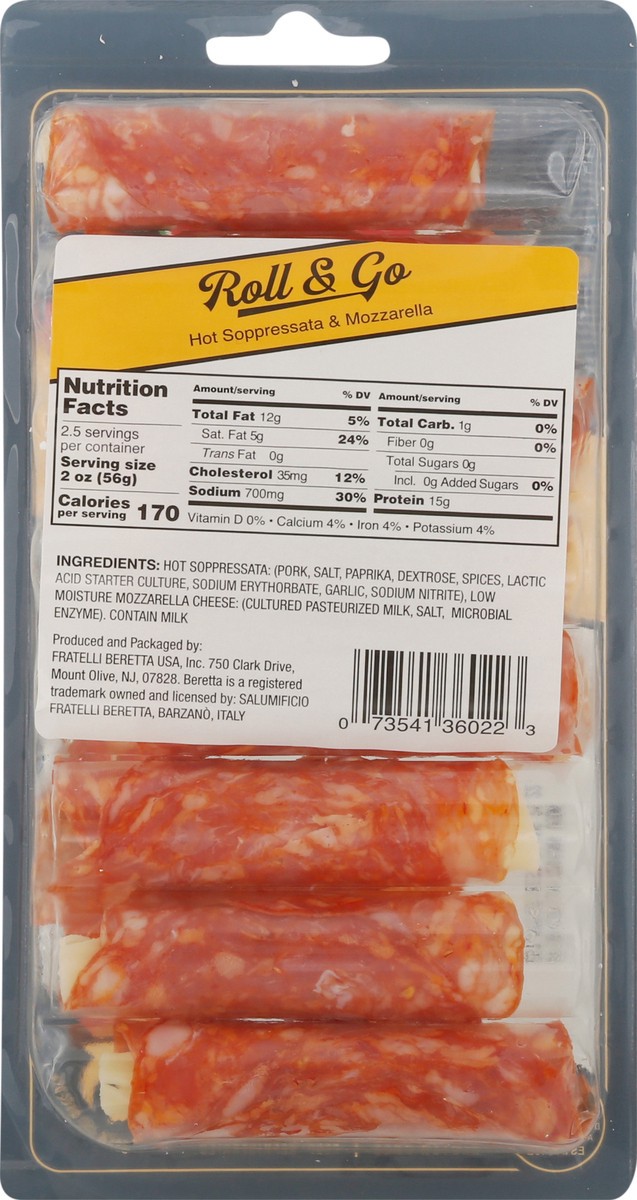 Roll & Go
Hot Soppressata & Mozzarella
Nutrition
Facts
2.5 servings
per container
Serving size
2 oz (56g)
Calories
per serving 170
Amount/serving % DV
Total Fat 12g 5%
Sat. Fat 5g 24%
Trans Fat 0g
Cholesterol 35mg 12%
Sodium 700mg 30%
Amount/serving % DV
Total Carb. 1g 0%
Fiber 0g 0%
Total Sugars 0g
Incl. 0g Added Sugars 0%
Protein 15g
Vitamin D 0% • Calcium 4% • Iron 4% • Potassium 4%
INGREDIENTS: HOT SOPPRESSATA: (PORK, SALT, PAPRIKA, DEXTROSE, SPICES, LACTIC
ACID STARTER CULTURE, SODIUM ERYTHORBATE, GARLIC, SODIUM NITRITE), LOW
MOISTURE MOZZARELLA CHEESE: (CULTURED PASTEURIZED MILK, SALT, MICROBIAL
ENZYME). CONTAIN MILK
Produced and Packaged by:
FRATELLI BERETTA USA, Inc. 750 Clark Drive,
Mount Olive, NJ, 07828. Beretta is a registered
trademark owned and licensed by: SALUMIFICIO
FRATELLI BERETTA, BARZANÒ, ITALY
0 73541 36022 3